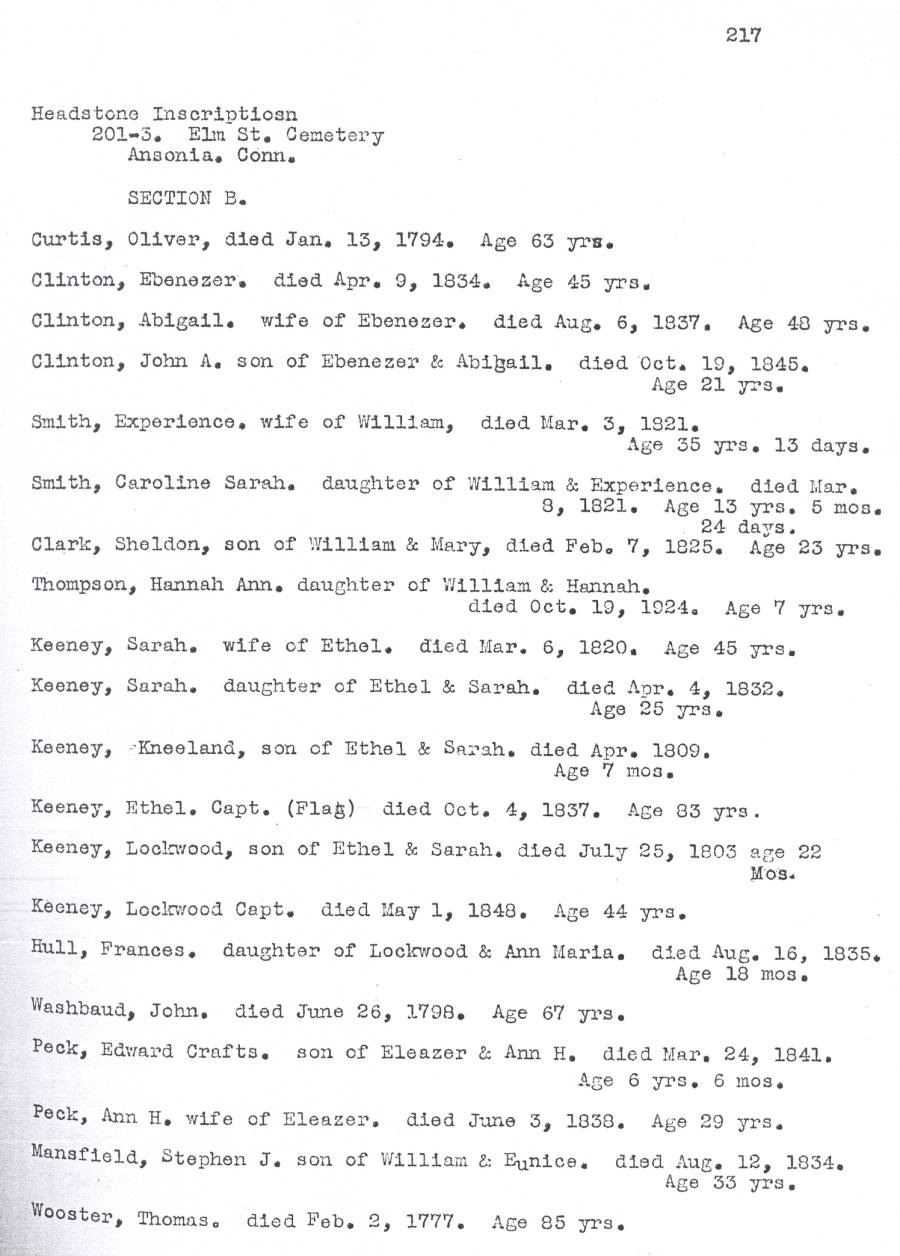 217
Headstone Inscriptiosn
201-3. Elm St. Cemetery
Ansonia. Conn.
SECTION B.
Curtis, Oliver, died Jan. 13, 1794. Age 63 yrs.
Clinton, Ebenezer. died Apr. 9, 1834. Age 45 yrs.
Clinton, Abigail. wife of Ebenezer. died Aug. 6, 1837. Age 48 yrs.
Clinton, John A. son of Ebenezer & Abigail. died Oct. 19, 1845.
Age 21 yrs.
Smith, Experience. wife of William, died Mar. 3, 1821.
Age 35 yrs. 13 days.
Smith, Caroline Sarah. daughter of William & Experience. died Mar.
8, 1821. Age 13 yrs. 5 mos.
24 days.
Clark, Sheldon, son of William & Mary, died Feb. 7, 1825. Age 23 yrs.
Thompson, Hannah Ann. daughter of William & Hannah.
died Oct. 19, 1924. Age 7 yrs.
Keeney, Sarah. wife of Ethel. died Mar. 6, 1820. Age 45 yrs.
Keeney, Sarah. daughter of Ethel & Sarah. died Apr. 4, 1832.
Age 25 yrs.
Keeney, Kneeland, son of Ethel & Sarah. died Apr. 1809.
Age 7 mos.
Keeney, Ethel. Capt. (Flag) died Oct. 4, 1837. Age 83 yrs.
Keeney, Lockwood, son of Ethel & Sarah. died July 25, 1803 age 22
Mos.
Keeney, Lockwood Capt. died May 1, 1848. Age 44 yrs.
Hull, Frances. daughter of Lockwood & Ann Maria. died Aug. 16, 1835.
Age 18 mos.
Washbaud, John. died June 26, 1798. Age 67 yrs.
Peck, Edward Crafts. son of Eleazer & Ann H. died Mar. 24, 1841.
Age 6 yrs. 6 mos.
Peck, Ann H. wife of Eleazer. died June 3, 1838. Age 29 yrs.
Mansfield, Stephen J. son of William & Eunice. died Aug. 12, 1834.
Age 33 yrs.
Wooster, Thomas. died Feb. 2, 1777. Age 85 yrs.